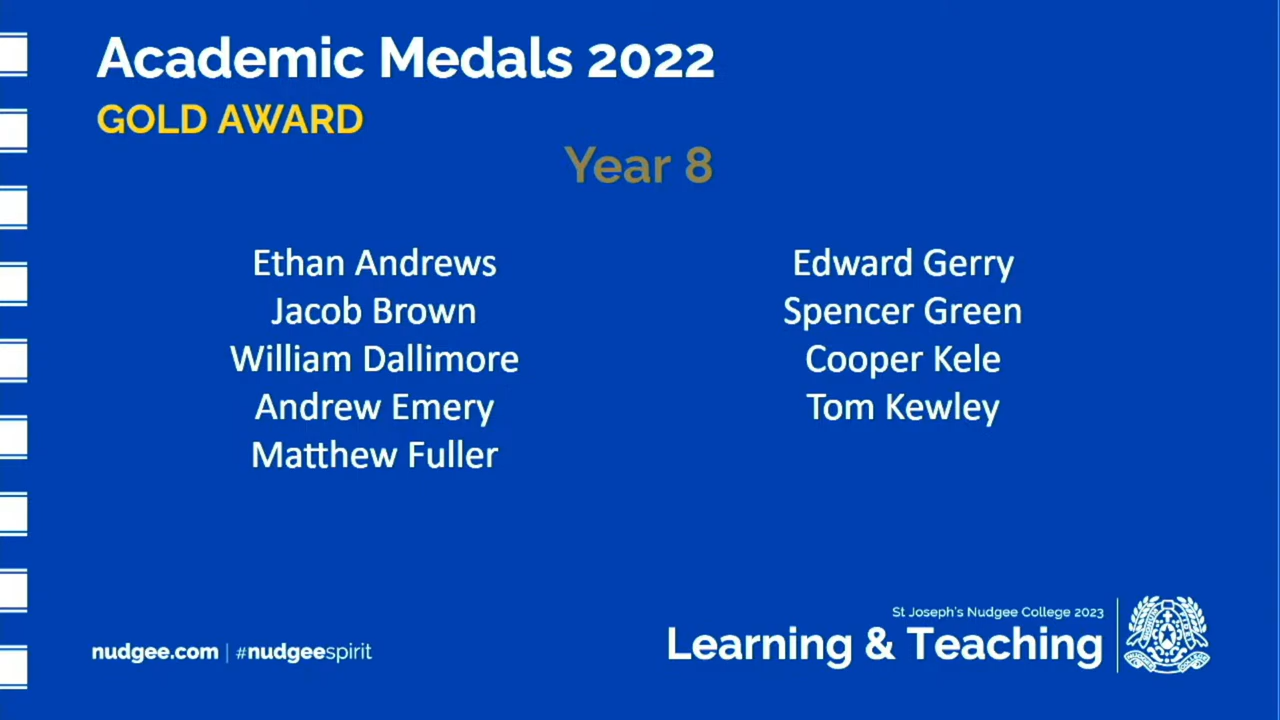 Academic Medals 2022
GOLD AWARD
Year 8
Ethan Andrews
Jacob Brown
William Dallimore
Andrew Emery
Matthew Fuller
Edward Gerry
Spencer Green
Cooper Kele
Tom Kewley
nudgee.com | #nudgeespirit
St Joseph's Nudgee College 2023
Learning & Teaching